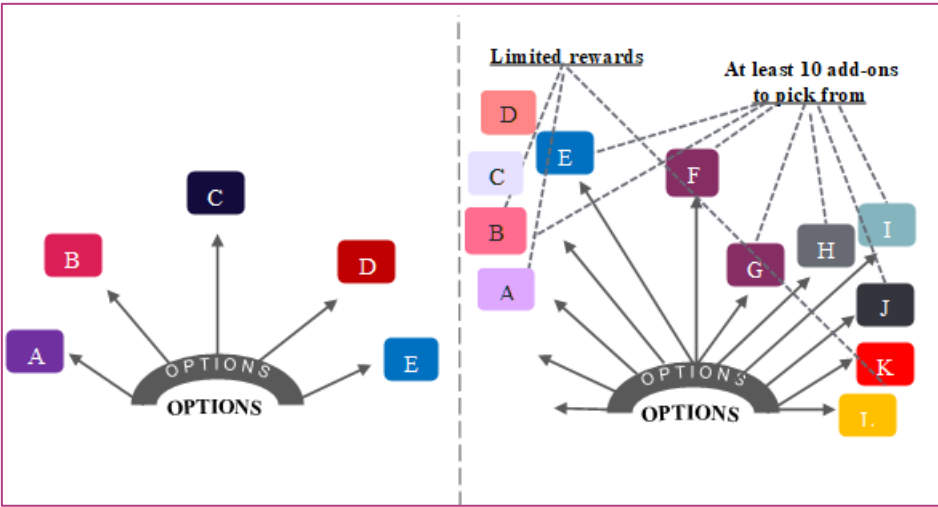 C
B
D
A
E
OPTIONS
OPTIONS
Limited rewards
At least 10 add-ons
to pick from
D
E
C
F
B
I
H
G
A
J
K
L
OPTIONS
OPTIONS